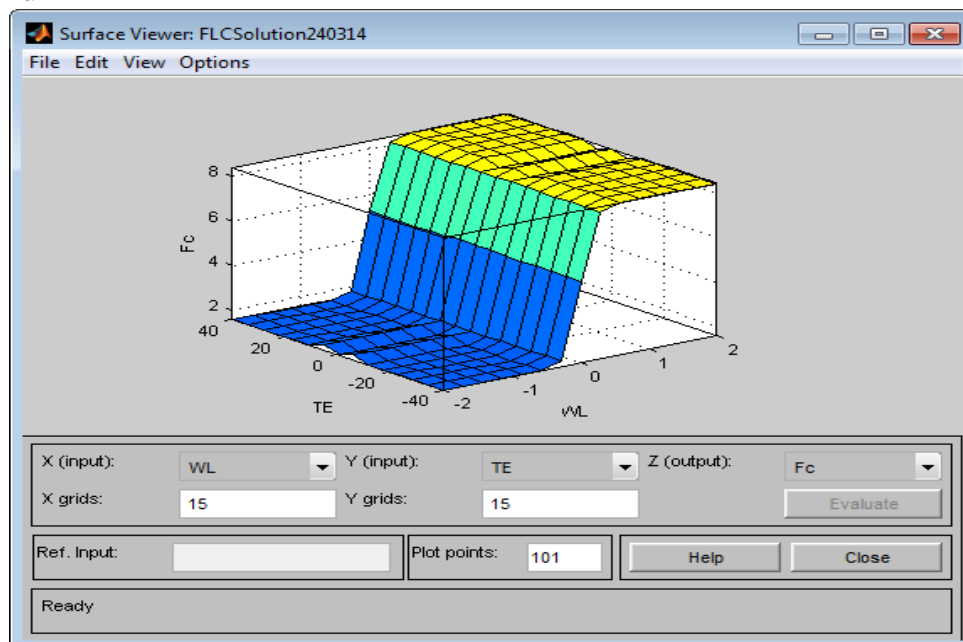 Surface Viewer: FLCSolution240314
File Edit View Options
8
6
4
2
Fc
40
20
0
-20
-40
TE
-2
-1
0
1
2
WL
X (input): WL Y (input): TE Z (output): Fc
X grids: 15 Y grids: 15 Evaluate
Ref. Input: Plot points: 101 Help Close
Ready